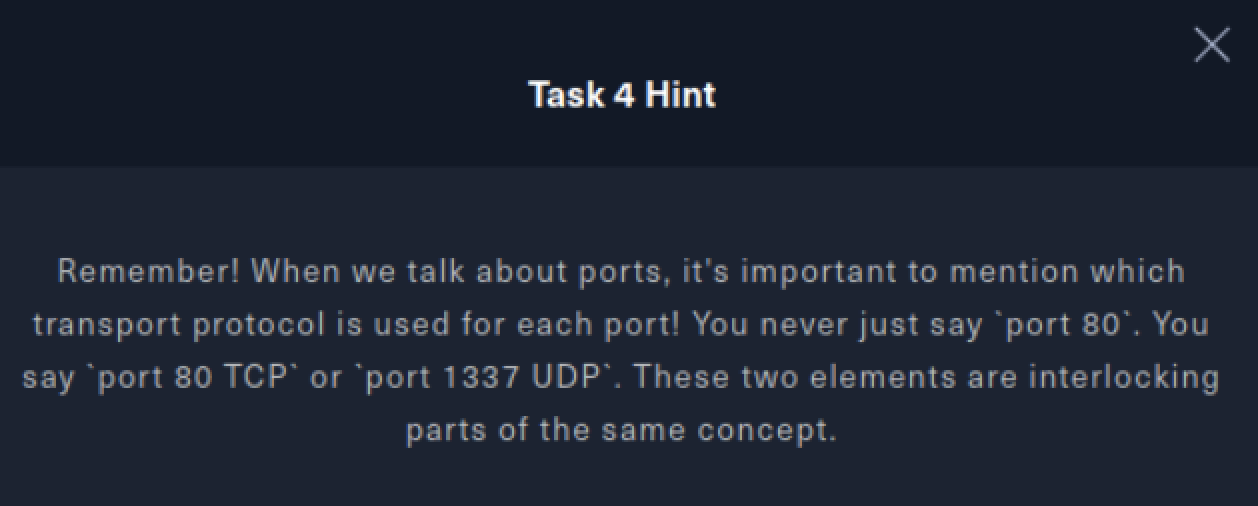 Task 4 Hint
Remember! When we talk about ports, it's important to mention which
transport protocol is used for each port! You never just say `port 80`. You
say `port 80 TCP` or `port 1337 UDP`. These two elements are interlocking
parts of the same concept.